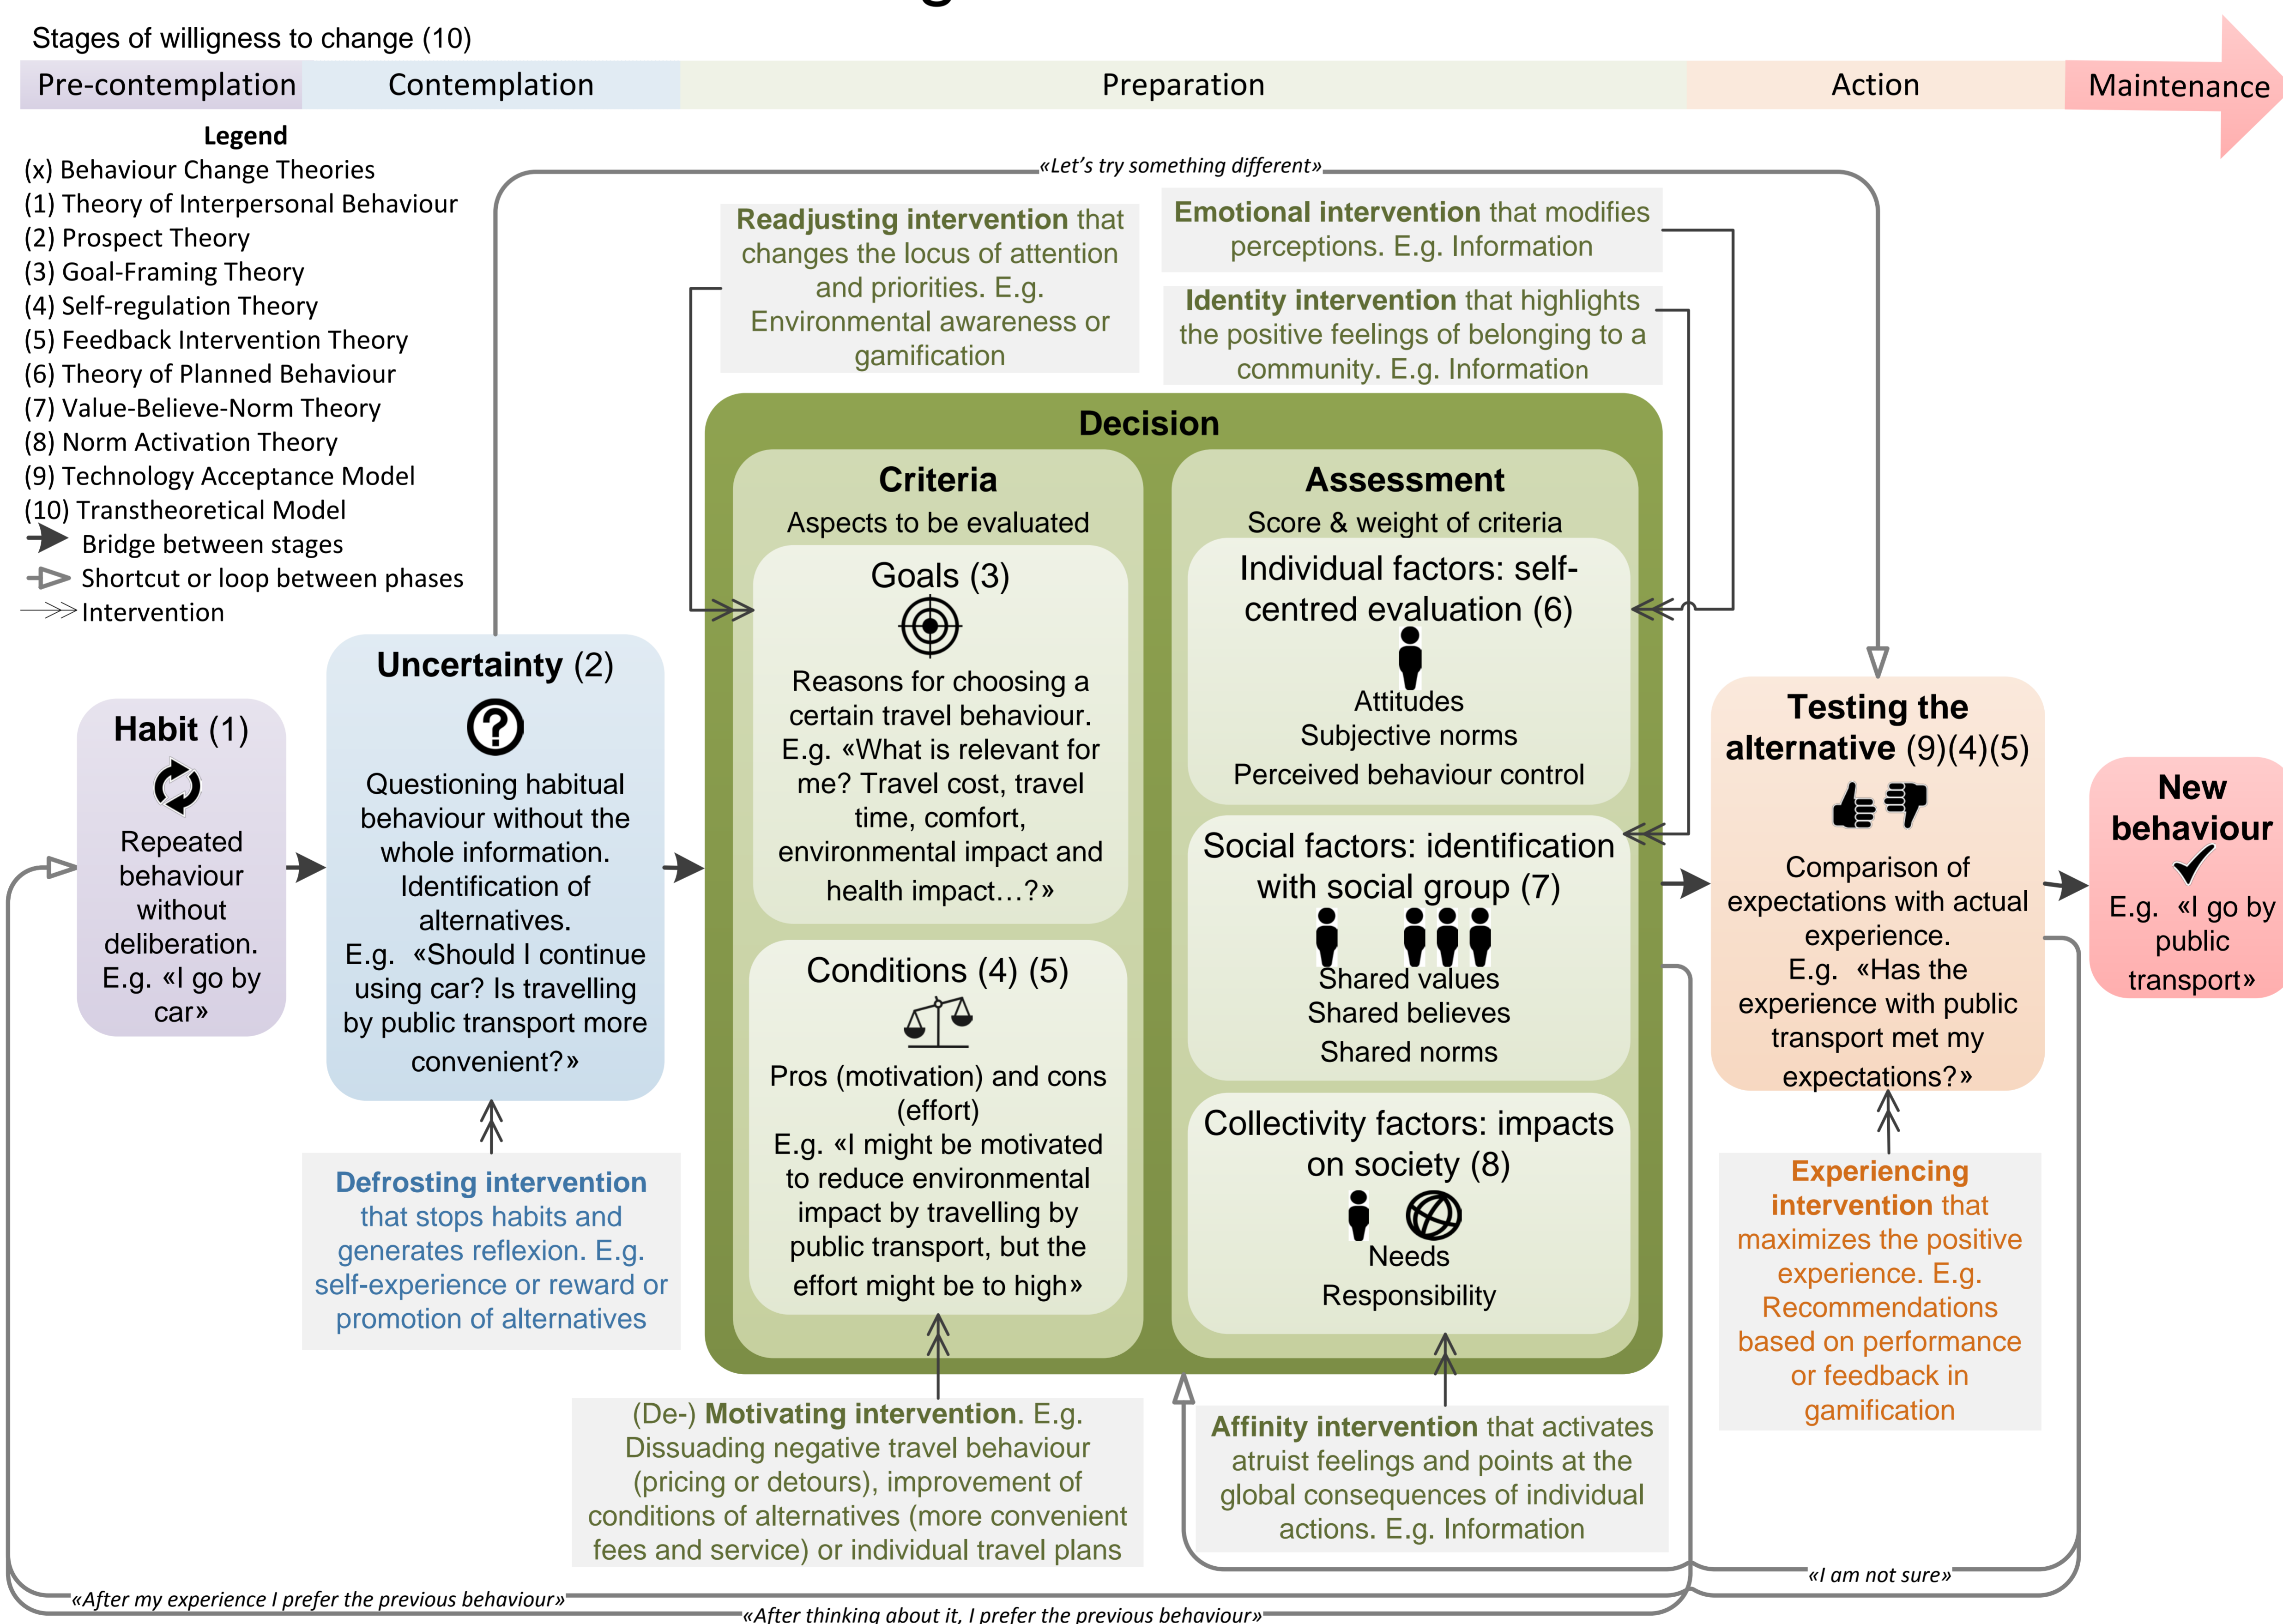 Stages of willigness to change (10)
Pre-contemplation
Contemplation
Preparation
Action
Maintenance
Legend
(x) Behaviour Change Theories
(1) Theory of Interpersonal Behaviour
(2) Prospect Theory
(3) Goal-Framing Theory
(4) Self-regulation Theory
(5) Feedback Intervention Theory
(6) Theory of Planned Behaviour
(7) Value-Believe-Norm Theory
(8) Norm Activation Theory
(9) Technology Acceptance Model
(10) Transtheoretical Model
Bridge between stages
Shortcut or loop between phases
Intervention
«Let's try something different»
Readjusting intervention that
changes the locus of attention
and priorities. E.g.
Environmental awareness or
gamification
Emotional intervention that modifies
perceptions. E.g. Information
Identity intervention that highlights
the positive feelings of belonging to a
community. E.g. Information
Habit (1)
Repeated
behaviour
without
deliberation.
E.g. «I go by
car»
Uncertainty (2)
?
Questioning habitual
behaviour without the
whole information.
Identification of
alternatives.
E.g. «Should I continue
using car? Is travelling
by public transport more
convenient?»
Defrosting intervention
that stops habits and
generates reflexion. E.g.
self-experience or reward or
promotion of alternatives
Decision
Criteria
Aspects to be evaluated
Goals (3)
Reasons for choosing a
certain travel behaviour.
E.g. «What is relevant for
me? Travel cost, travel
time, comfort,
environmental impact and
health impact...?»
Conditions (4) (5)
Pros (motivation) and cons
(effort)
E.g. «I might be motivated
to reduce environmental
impact by travelling by
public transport, but the
effort might be to high»
Assessment
Score & weight of criteria
Individual factors: self-
centred evaluation (6)
Attitudes
Subjective norms
Perceived behaviour control
Social factors: identification
with social group (7)
Shared values
Shared believes
Shared norms
Collectivity factors: impacts
on society (8)
Needs
Responsibility
(De-) Motivating intervention. E.g.
Dissuading negative travel behaviour
(pricing or detours), improvement of
conditions of alternatives (more convenient
fees and service) or individual travel plans
Affinity intervention that activates
atruist feelings and points at the
global consequences of individual
actions. E.g. Information
Testing the
alternative (9)(4)(5)
Comparison of
expectations with actual
experience.
E.g. «Has the
experience with public
transport met my
expectations?»
Experiencing
intervention that
maximizes the positive
experience. E.g.
Recommendations
based on performance
or feedback in
gamification
New
behaviour
E.g. «I go by
public
transport»
«I am not sure»
«After my experience I prefer the previous behaviour»
«After thinking about it, I prefer the previous behaviour»